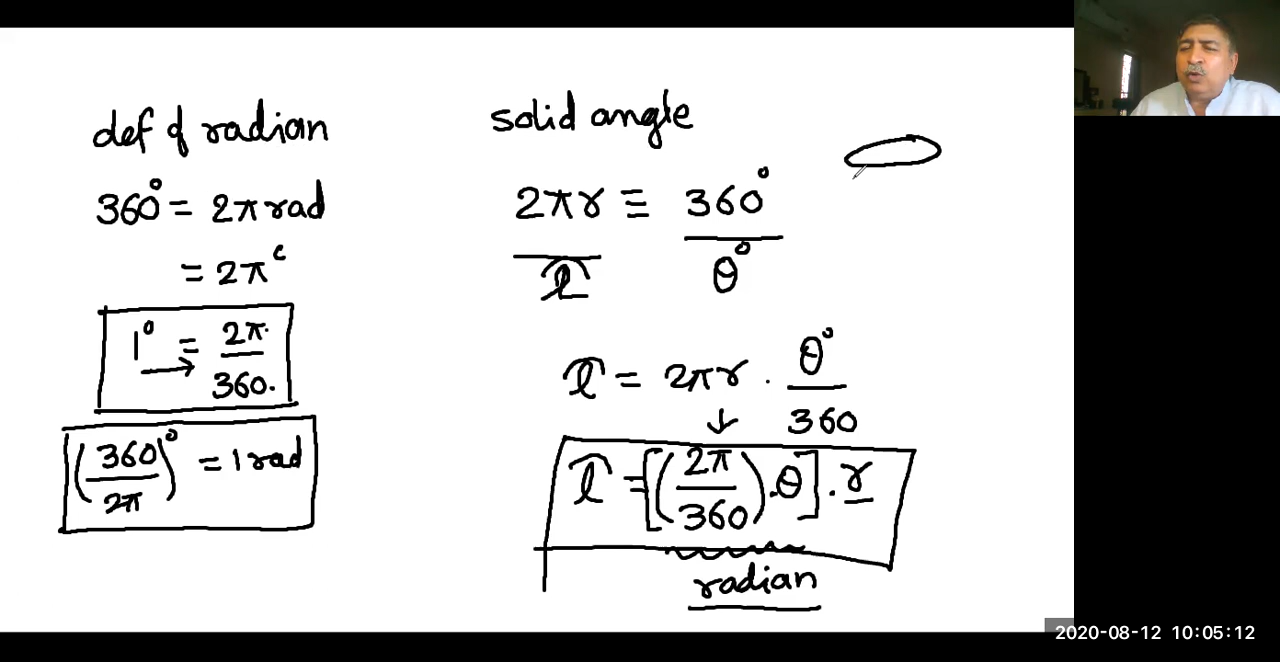 def of radian
360° = 2π rad
= 2π^c
1° = 2π/360.
(360/2π)° = 1 rad
solid angle
2πr ≡ 360°
l θ°
l = 2πr . θ°/360
↓
l = [(2π/360).θ] . r
radian
2020-08-12 10:05:12